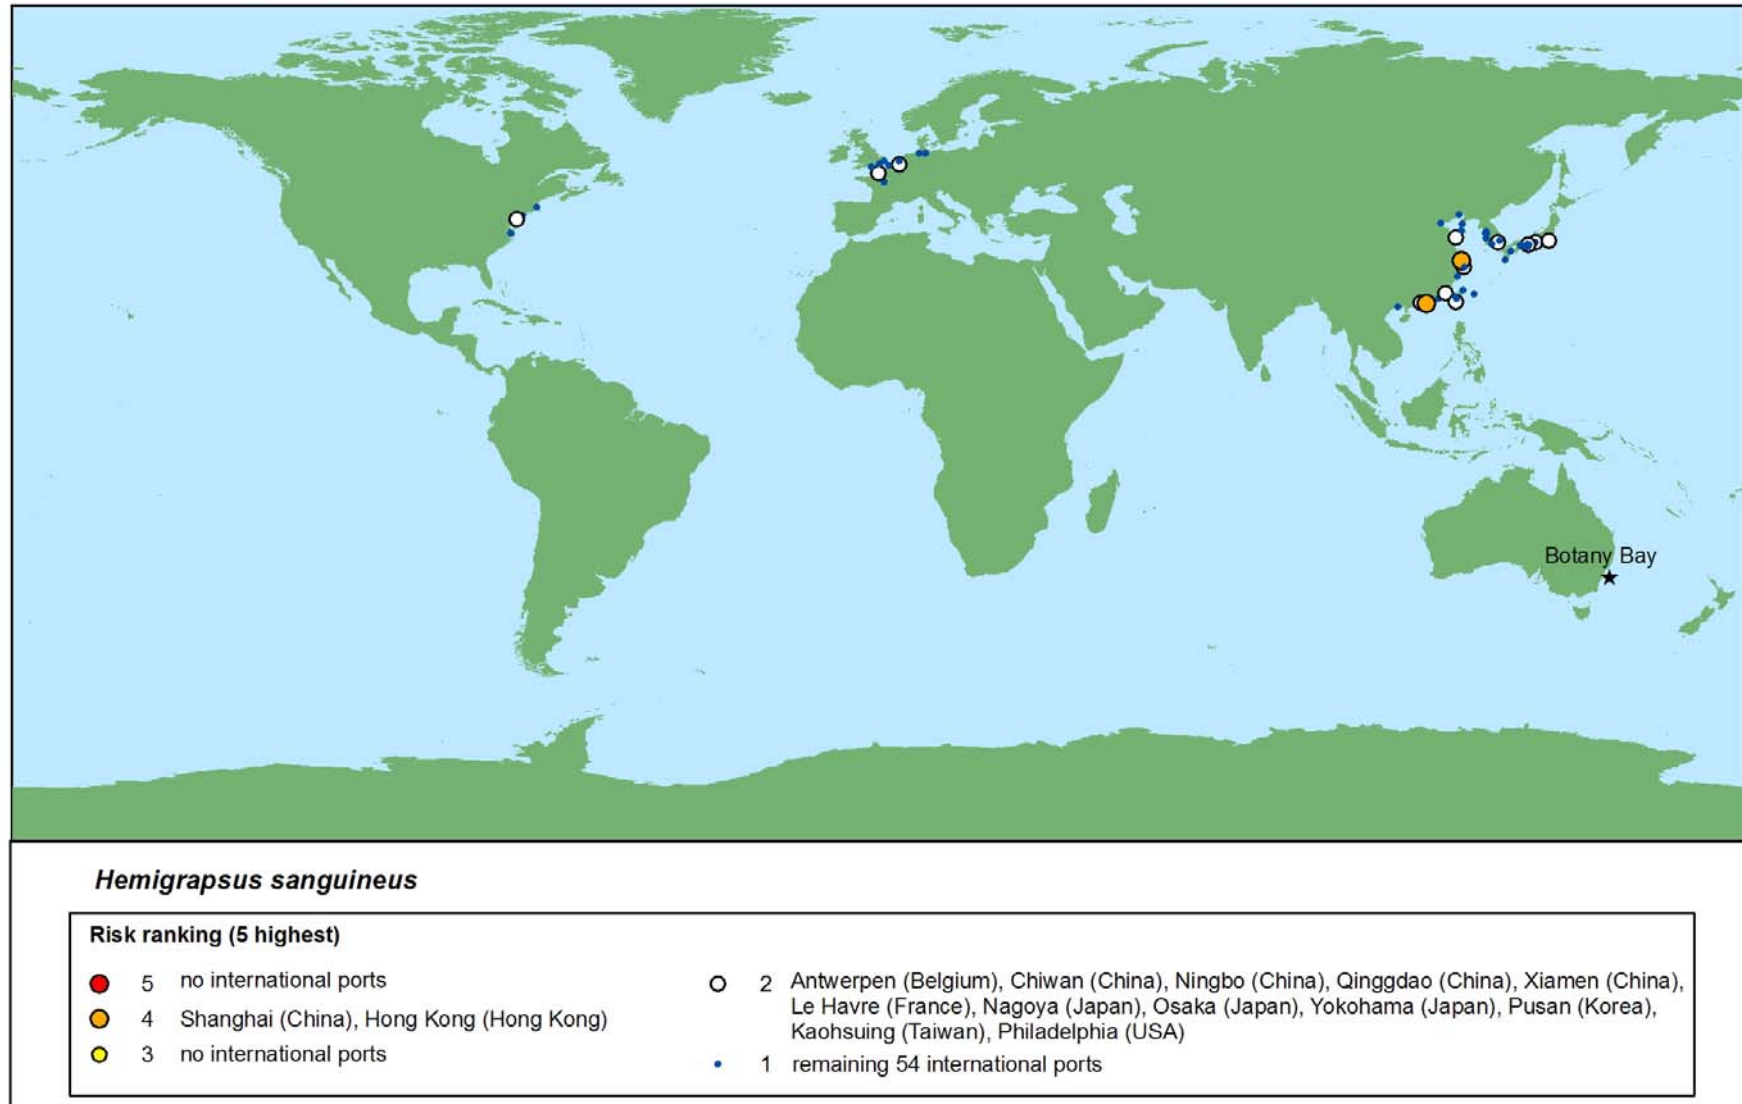 Botany Bay
Hemigrapsus sanguineus
Risk ranking (5 highest)
5 no international ports
4 Shanghai (China), Hong Kong (Hong Kong)
3 no international ports
2 Antwerpen (Belgium), Chiwan (China), Ningbo (China), Qinggdao (China), Xiamen (China),
Le Havre (France), Nagoya (Japan), Osaka (Japan), Yokohama (Japan), Pusan (Korea),
Kaohsuing (Taiwan), Philadelphia (USA)
1 remaining 54 international ports